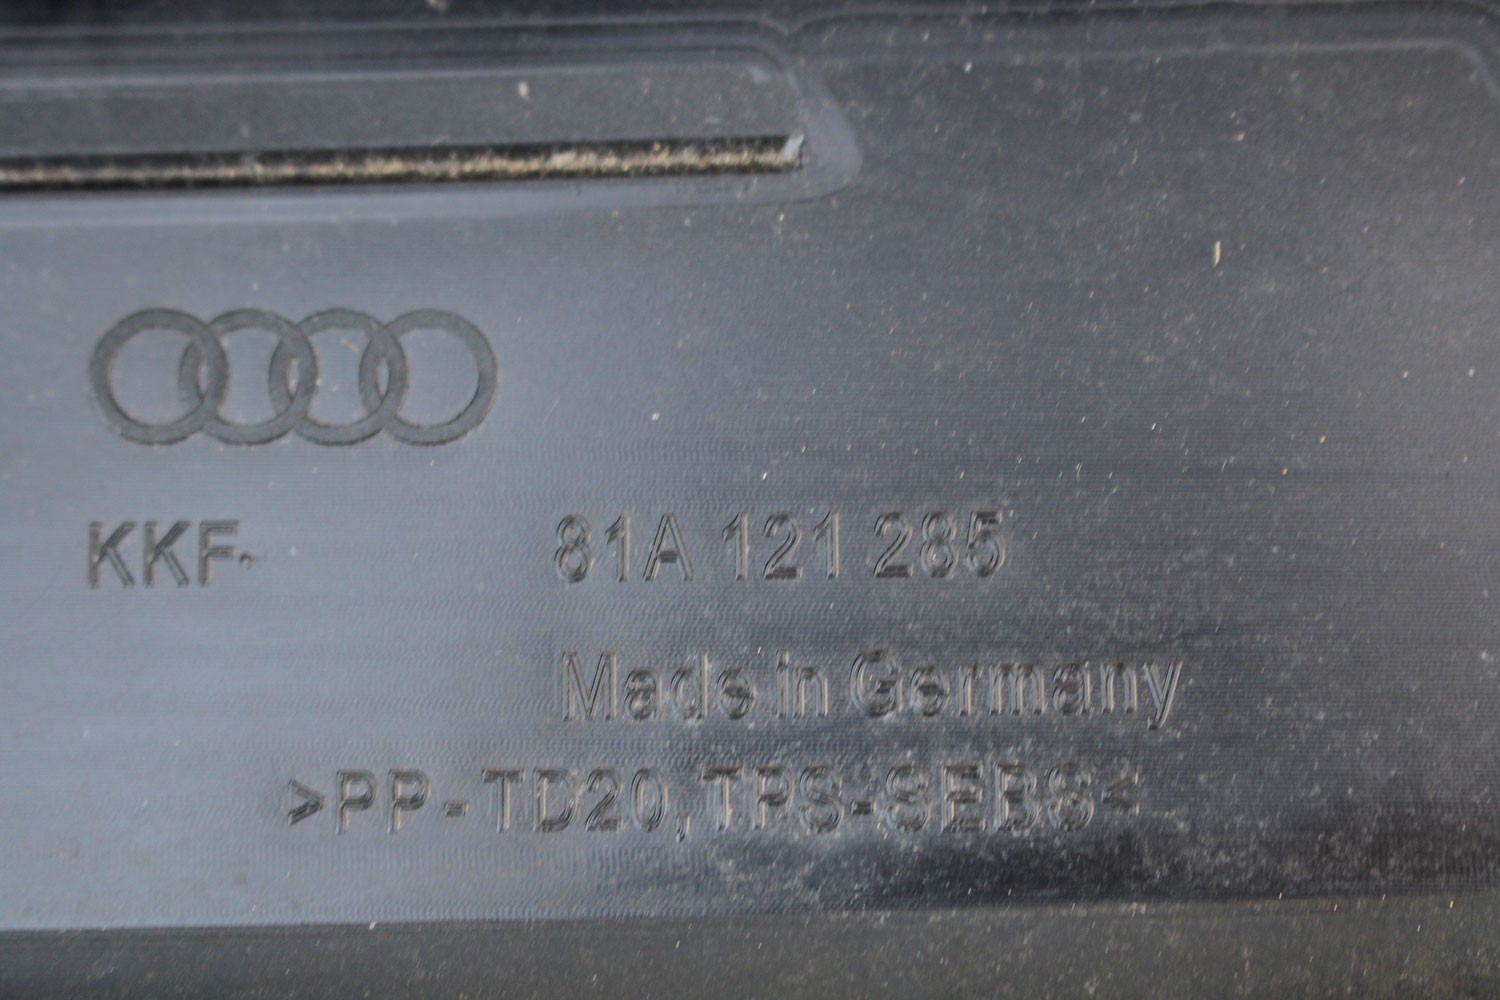 KKF. 81A 121 285
Made in Germany
>PP-TD20,TPS-SEBS<